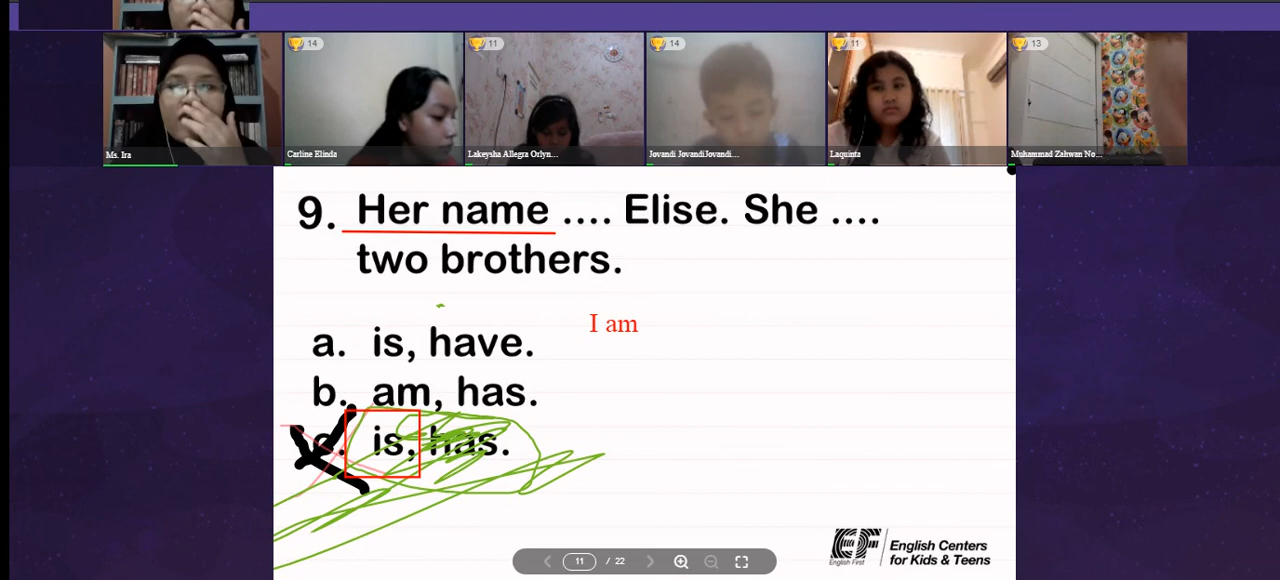 14
11
14
11
13
Ms. Ira
Carline Elinda
Lakeysha Allegra Orlyn...
Jovandi JovandiJovandi...
Laquinta
Muhammad Zahwan No...
9. Her name .... Elise. She ....
two brothers.
I am
a. is, have.
b. am, has.
c. is, has.
EF
English First
English Centers
for Kids & Teens
11 / 22